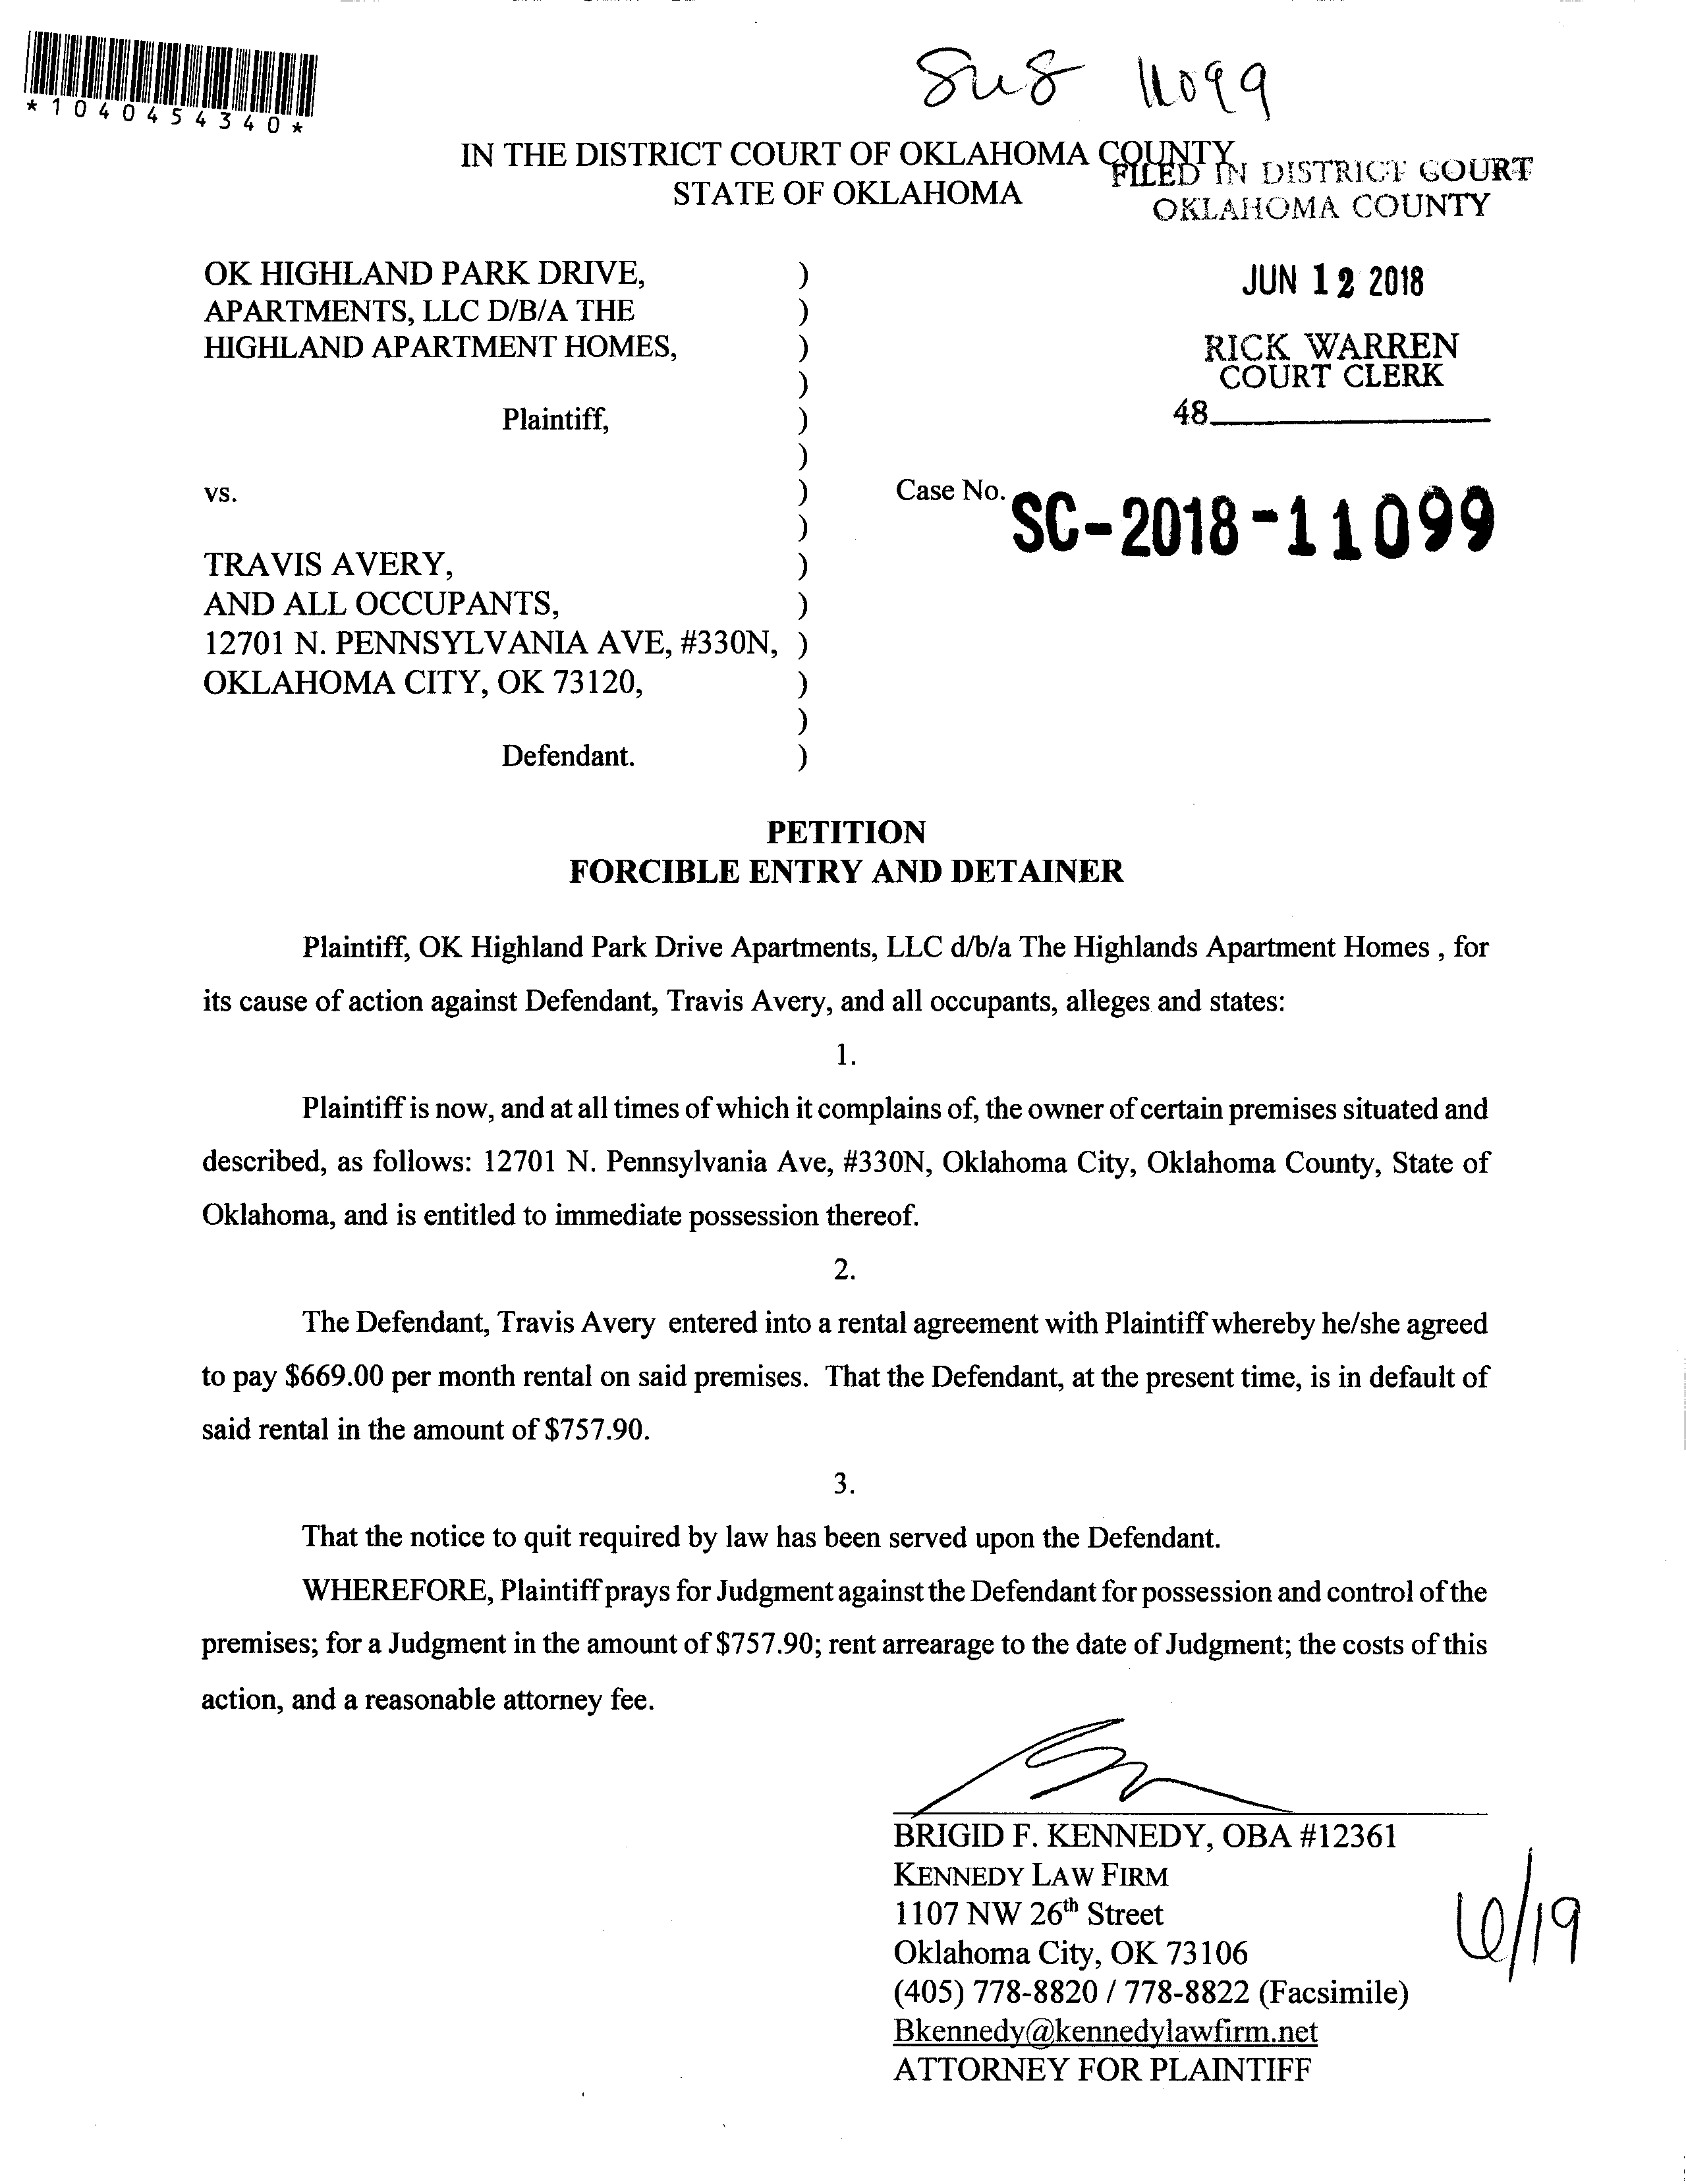 *1040454340*
11099
IN THE DISTRICT COURT OF OKLAHOMA COUNTY
STATE OF OKLAHOMA
FILED IN DISTRICT COURT
OKLAHOMA COUNTY
JUN 12 2018
RICK WARREN
COURT CLERK
48
OK HIGHLAND PARK DRIVE, )
APARTMENTS, LLC D/B/A THE )
HIGHLAND APARTMENT HOMES, )
)
Plaintiff, )
)
vs. )
Case No. SC-2018-11099
)
TRAVIS AVERY, )
AND ALL OCCUPANTS, )
12701 N. PENNSYLVANIA AVE, #330N, )
OKLAHOMA CITY, OK 73120, )
)
Defendant. )
PETITION
FORCIBLE ENTRY AND DETAINER
Plaintiff, OK Highland Park Drive Apartments, LLC d/b/a The Highlands Apartment Homes , for
its cause of action against Defendant, Travis Avery, and all occupants, alleges and states:
1.
Plaintiff is now, and at all times of which it complains of, the owner of certain premises situated and
described, as follows: 12701 N. Pennsylvania Ave, #330N, Oklahoma City, Oklahoma County, State of
Oklahoma, and is entitled to immediate possession thereof.
2.
The Defendant, Travis Avery entered into a rental agreement with Plaintiff whereby he/she agreed
to pay $669.00 per month rental on said premises. That the Defendant, at the present time, is in default of
said rental in the amount of $757.90.
3.
That the notice to quit required by law has been served upon the Defendant.
WHEREFORE, Plaintiff prays for Judgment against the Defendant for possession and control of the
premises; for a Judgment in the amount of $757.90; rent arrearage to the date of Judgment; the costs of this
action, and a reasonable attorney fee.
BRIGID F. KENNEDY, OBA #12361
KENNEDY LAW FIRM
1107 NW 26th Street
Oklahoma City, OK 73106
(405) 778-8820 / 778-8822 (Facsimile)
Bkennedy@kennedylawfirm.net
ATTORNEY FOR PLAINTIFF
6/19